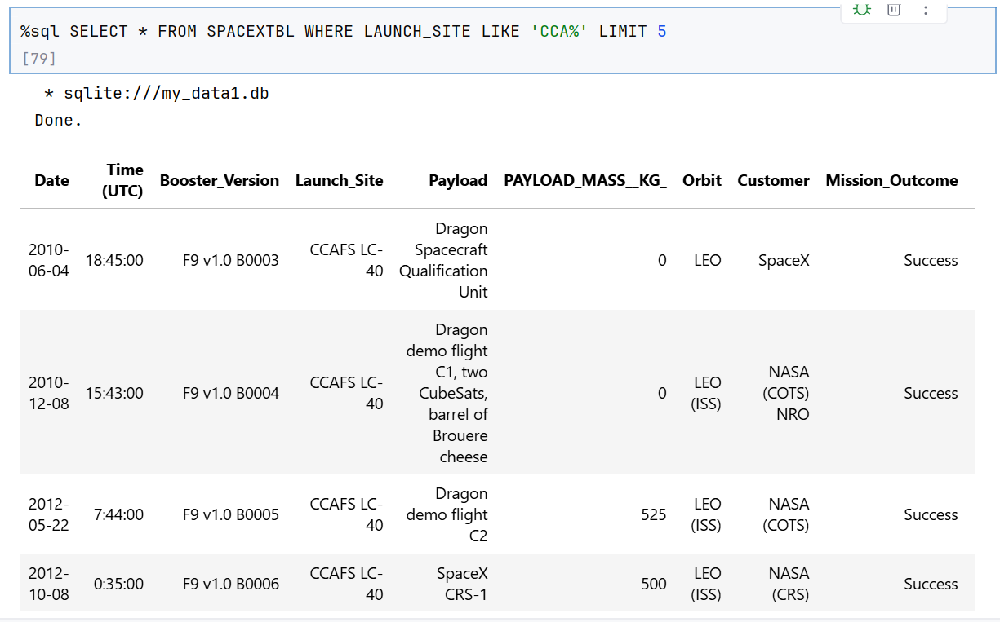 %sql SELECT * FROM SPACEXTBL WHERE LAUNCH_SITE LIKE 'CCA%' LIMIT 5
[79]
* sqlite:///my_data1.db
Done.
Date Time (UTC) Booster_Version Launch_Site Payload PAYLOAD_MASS__KG_ Orbit Customer Mission_Outcome
2010-06-04 18:45:00 F9 v1.0 B0003 CCAFS LC-40 Dragon Spacecraft Qualification Unit 0 LEO SpaceX Success
2010-12-08 15:43:00 F9 v1.0 B0004 CCAFS LC-40 Dragon demo flight C1, two CubeSats, barrel of Brouere cheese 0 LEO (ISS) NASA (COTS) NRO Success
2012-05-22 7:44:00 F9 v1.0 B0005 CCAFS LC-40 Dragon demo flight C2 525 LEO (ISS) NASA (COTS) Success
2012-10-08 0:35:00 F9 v1.0 B0006 CCAFS LC-40 SpaceX CRS-1 500 LEO (ISS) NASA (CRS) Success